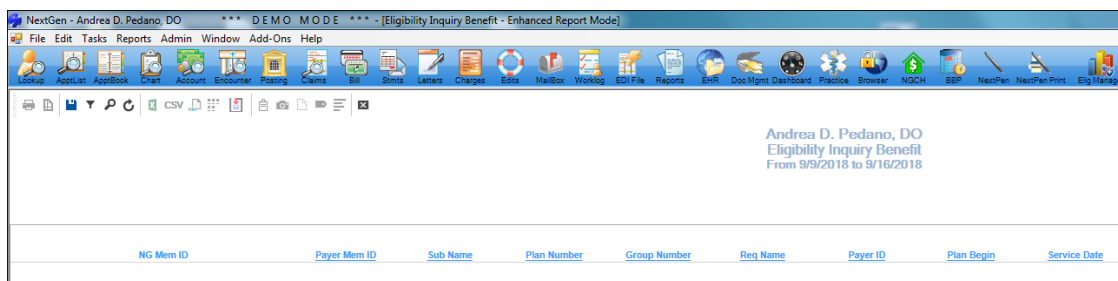 NextGen - Andrea D. Pedano, DO *** D E M O M O D E *** - [Eligibility Inquiry Benefit - Enhanced Report Mode]
File Edit Tasks Reports Admin Window Add-Ons Help
Lookup ApptList ApptBook Chart Account Encounter Posting Claims Bill Stmts Letters Charges Edits MailBox Worklog EDI File Reports EHR Doc Mgmt Dashboard Practice Browser NGCH BBP NextPen NextPen Print Elig Manag
CSV
Andrea D. Pedano, DO
Eligibility Inquiry Benefit
From 9/9/2018 to 9/16/2018
NG Mem ID Payer Mem ID Sub Name Plan Number Group Number Req Name Payer ID Plan Begin Service Date